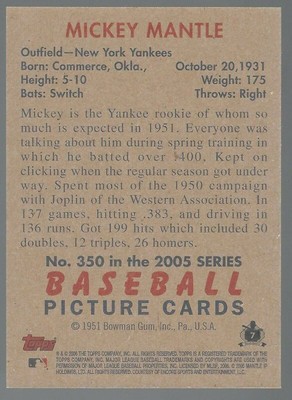 MICKEY MANTLE
Outfield—New York Yankees
Born: Commerce, Okla., October 20,1931
Height: 5-10 Weight: 175
Bats: Switch Throws: Right
Mickey is the Yankee rookie of whom so
much is expected in 1951. Everyone was
talking about him during spring training in
which he batted over .400, Kept on
clicking when the regular season got under
way. Spent most of the 1950 campaign
with Joplin of the Western Association. In
137 games, hitting .383, and driving in
136 runs. Got 199 hits which included 30
doubles, 12 triples, 26 homers.
No. 350 in the 2005 SERIES
BASEBALL
PICTURE CARDS
© 1951 Bowman Gum, Inc., Pa., U.S.A.
Topps
7